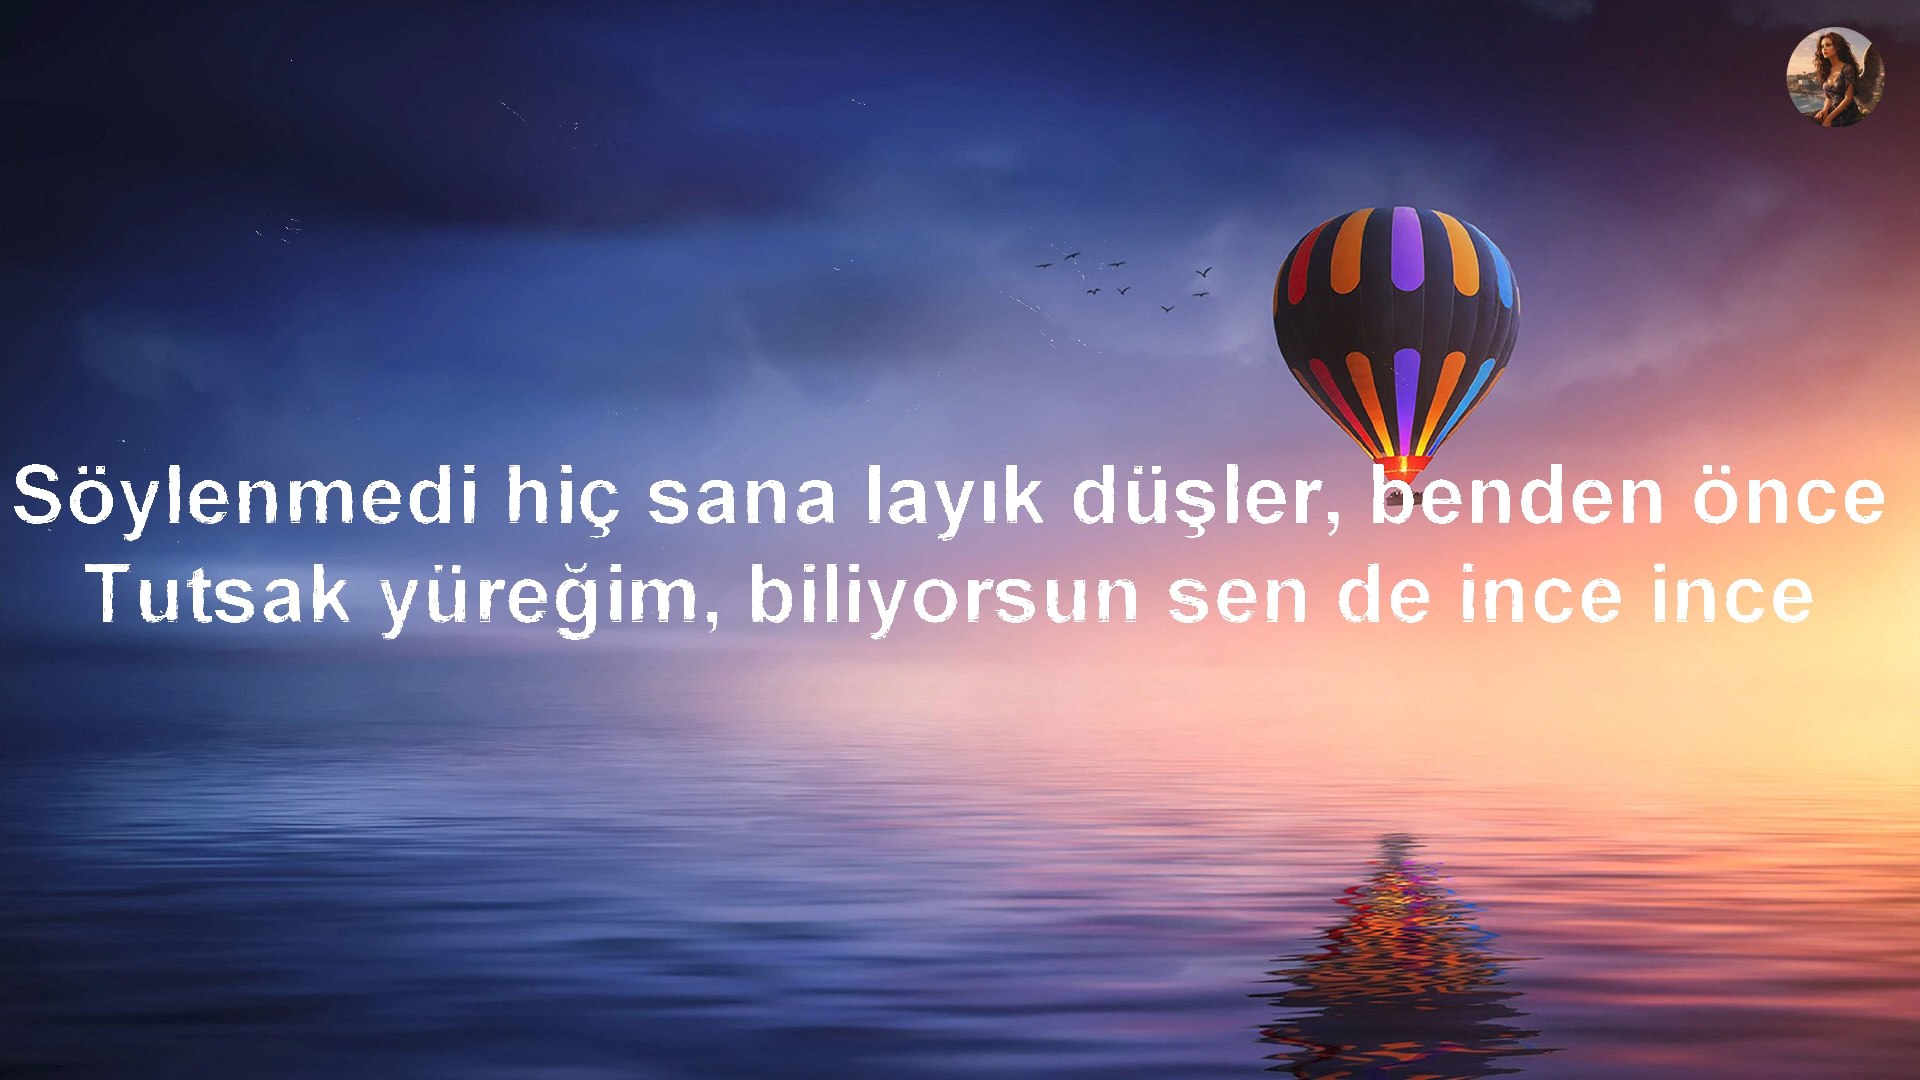 Söylenmedi hiç sana layık düşler, benden önce
Tutsak yüreğim, biliyorsun sen de ince ince